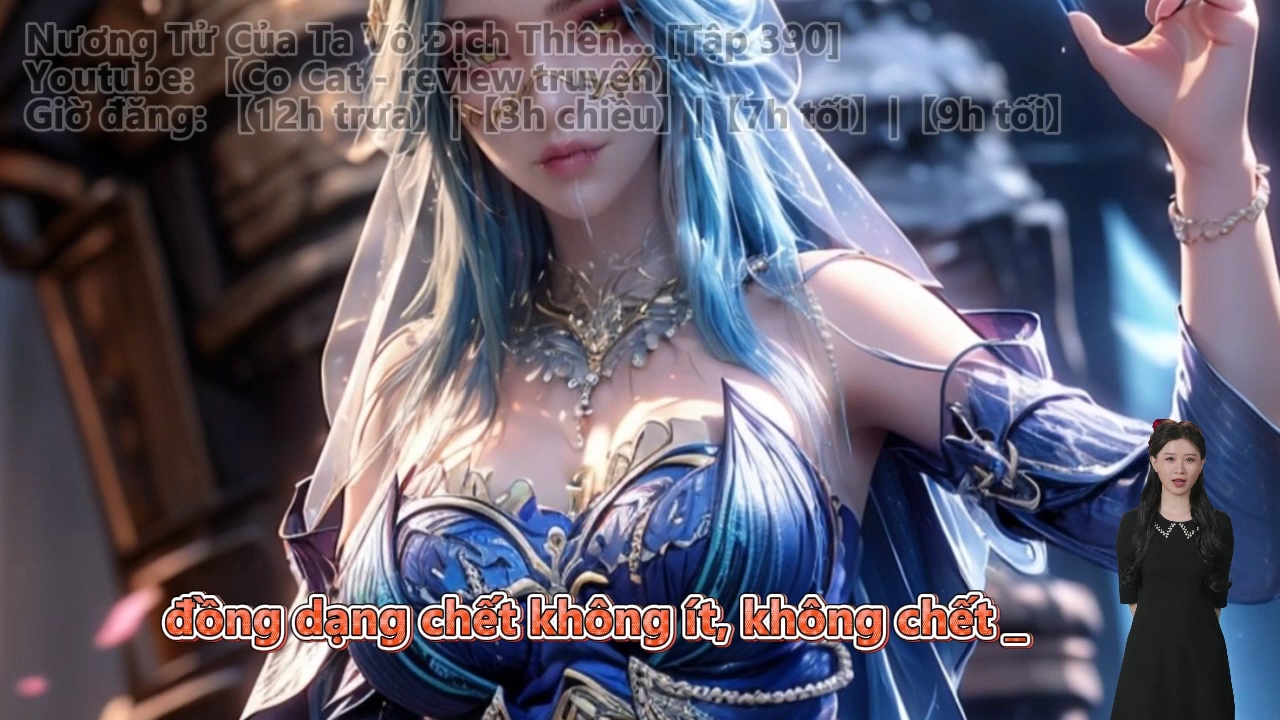 Nương Tử Của Ta Vô Địch Thiên... [Tập 390]
Youtube: [Cọ Cat - review truyện]
Giờ đăng: [12h trưa] | [3h chiều] | [7h tối] | [9h tối]
đồng dạng chết không ít, không chết _